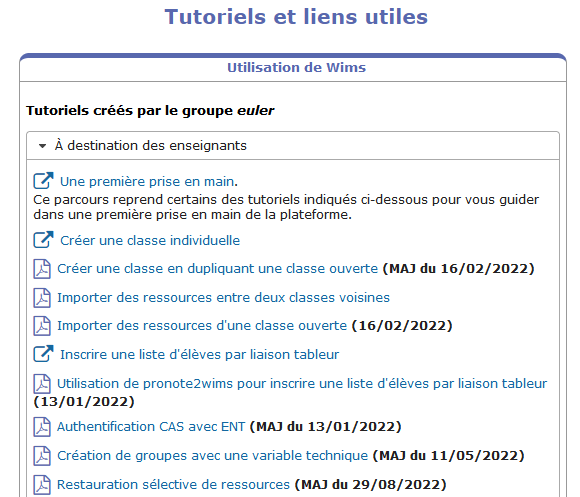 Tutoriels et liens utiles
Utilisation de Wims
Tutoriels créés par le groupe euler
À destination des enseignants
Une première prise en main.
Ce parcours reprend certains des tutoriels indiqués ci-dessous pour vous guider
dans une première prise en main de la plateforme.
Créer une classe individuelle
Créer une classe en dupliquant une classe ouverte (MAJ du 16/02/2022)
Importer des ressources entre deux classes voisines
Importer des ressources d'une classe ouverte (16/02/2022)
Inscrire une liste d'élèves par liaison tableur
Utilisation de pronote2wims pour inscrire une liste d'élèves par liaison tableur
(13/01/2022)
Authentification CAS avec ENT (MAJ du 13/01/2022)
Création de groupes avec une variable technique (MAJ du 11/05/2022)
Restauration sélective de ressources (MAJ du 29/08/2022)